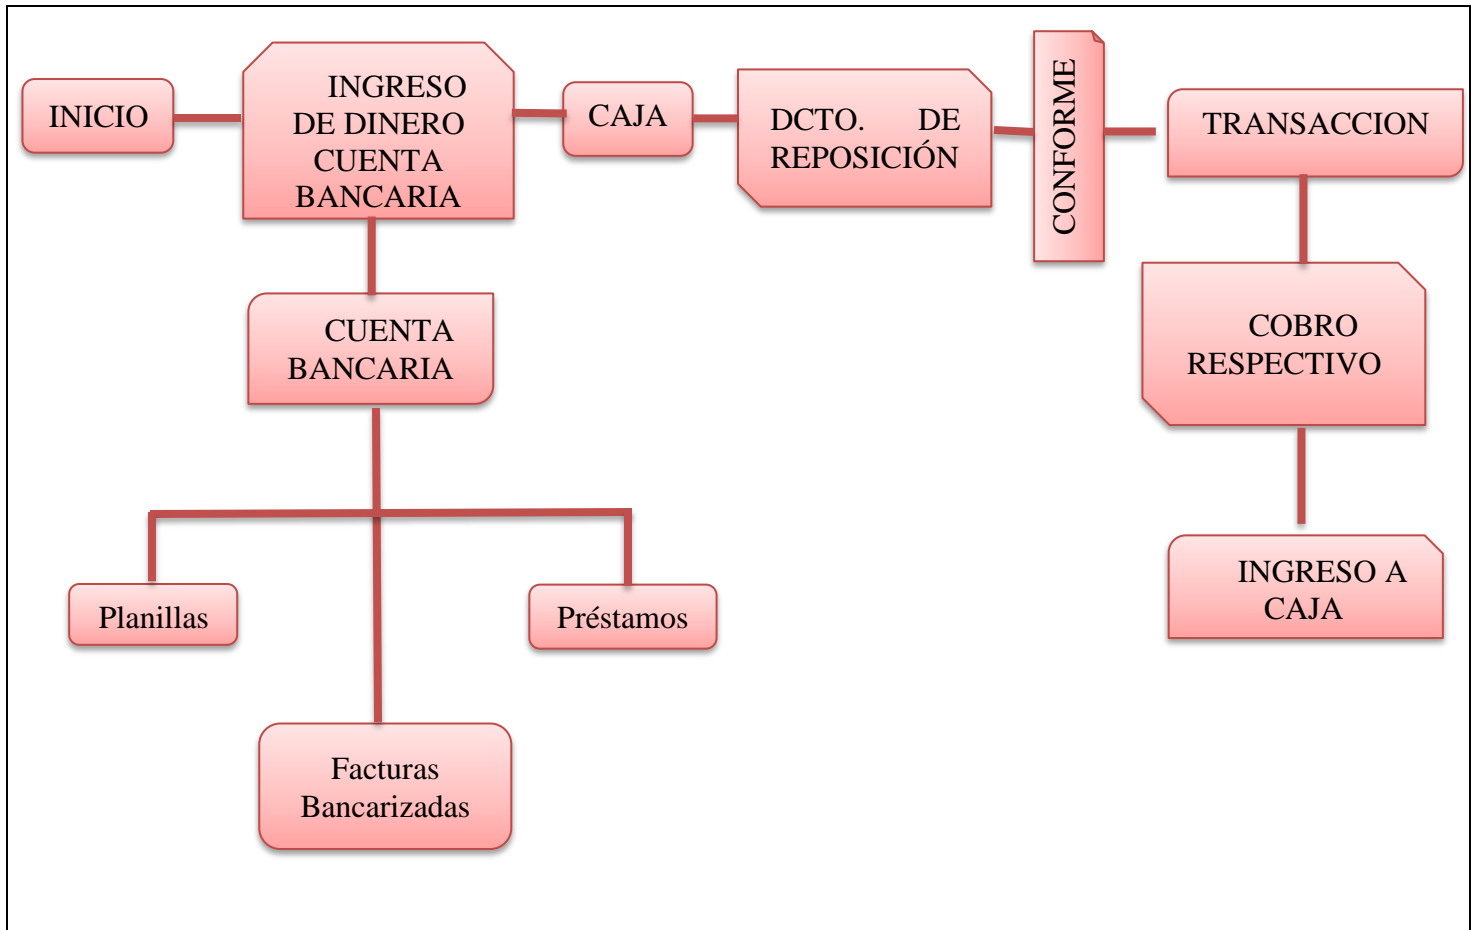 INICIO
INGRESO
DE DINERO
CUENTA
BANCARIA
CAJA
DCTO. DE
REPOSICIÓN
CONFORME
TRANSACCION
COBRO
RESPECTIVO
INGRESO A
CAJA
CUENTA
BANCARIA
Planillas
Préstamos
Facturas
Bancarizadas